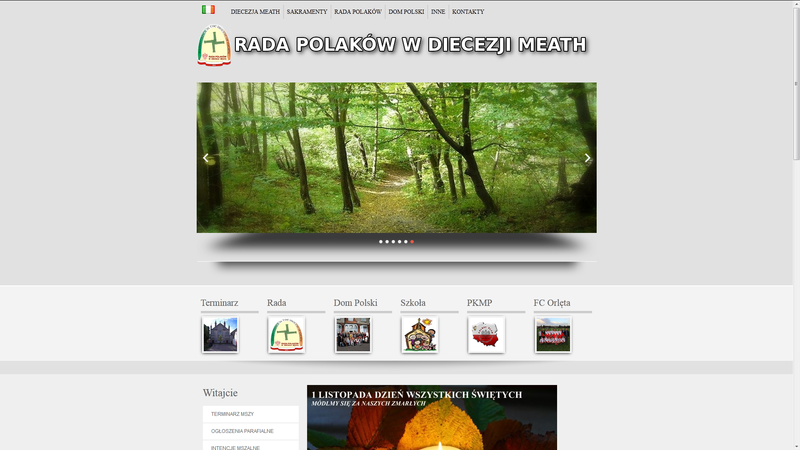 DIECEZJA MEATH SAKRAMENTY RADA POLAKÓW DOM POLSKI INNE KONTAKTY
RADA POLAKÓW W DIECEZJI MEATH
Terminarz Rada Dom Polski Szkoła PKMP FC Orlęta
Witajcie
TERMINARZ MSZY
OGŁOSZENIA PARAFIALNE
INTENCJE MSZALNE
1 LISTOPADA DZIEŃ WSZYSTKICH ŚWIĘTYCH
MÓDLMY SIĘ ZA NASZYCH ZMARŁYCH